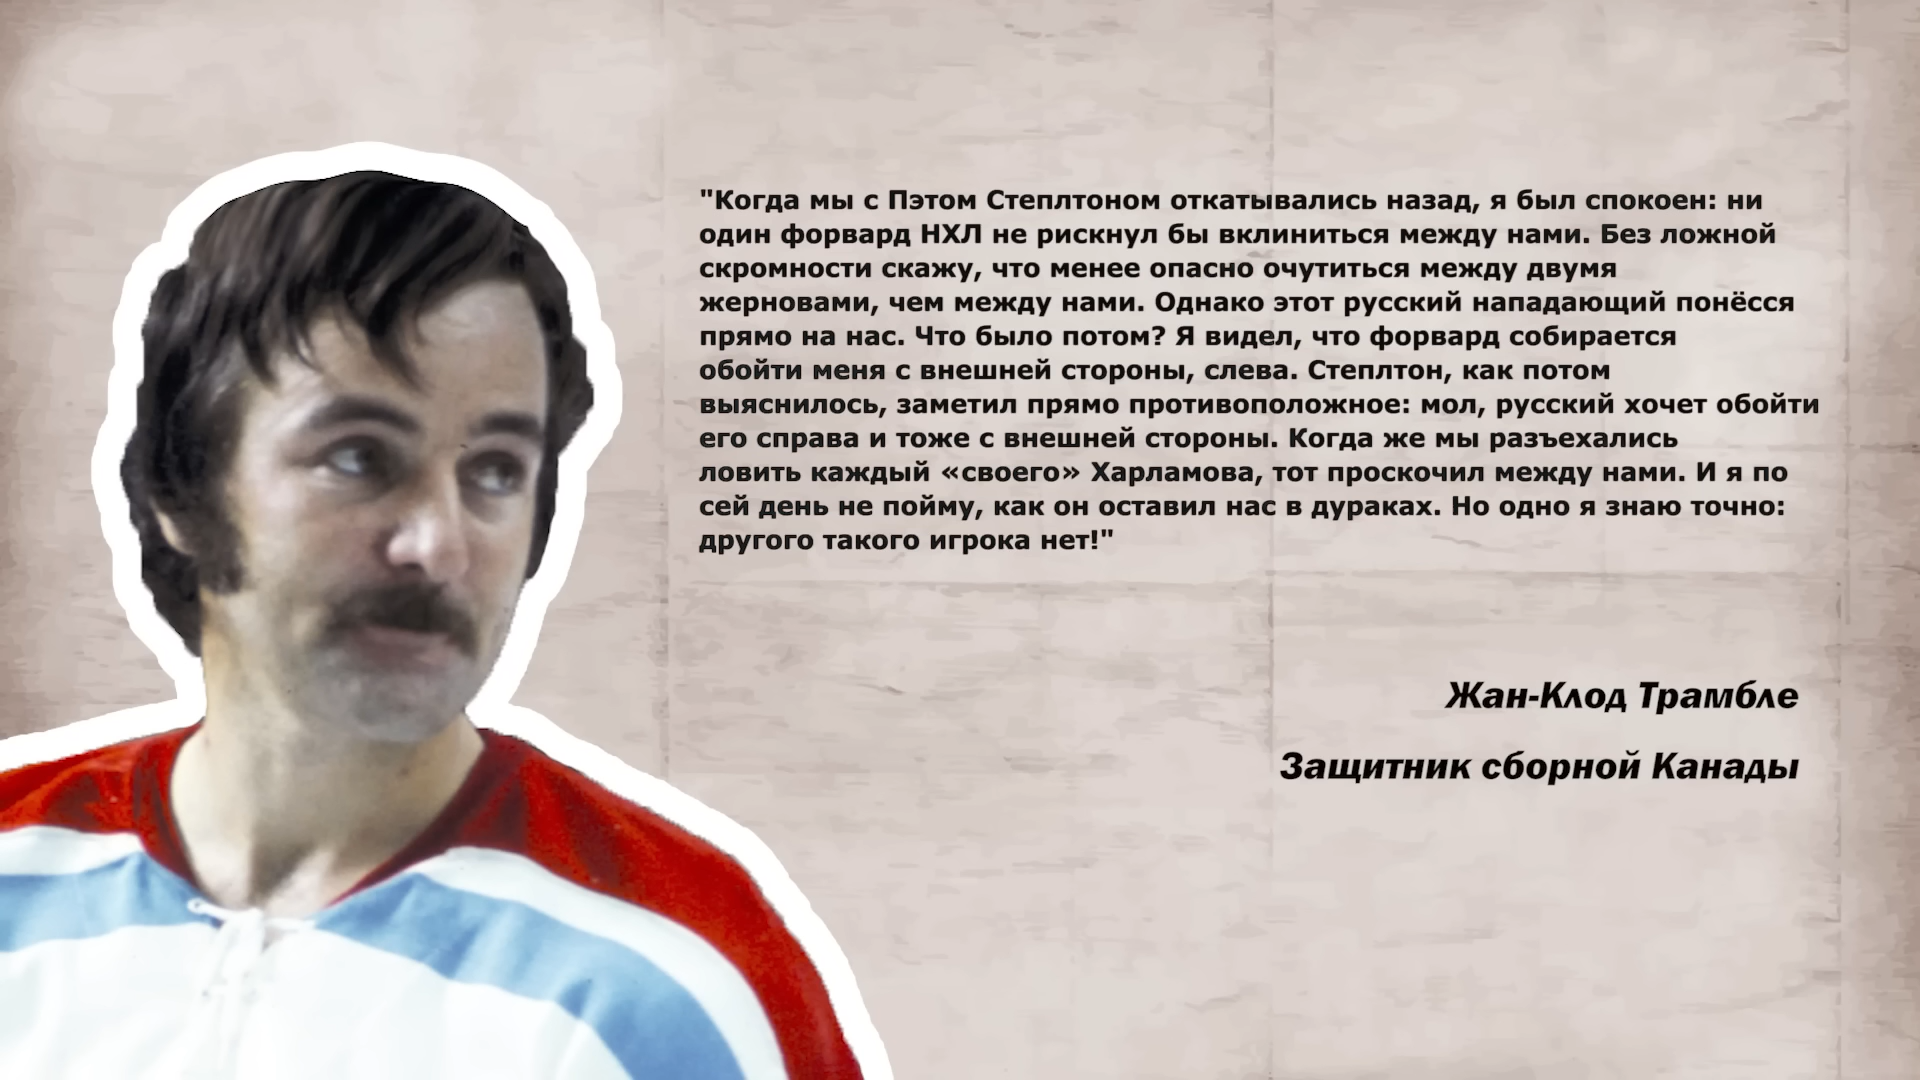 "Когда мы с Пэтом Степлтоном откатывались назад, я был спокоен: ни
один форвард НХЛ не рискнул бы вклиниться между нами. Без ложной
скромности скажу, что менее опасно очутиться между двумя
жерновами, чем между нами. Однако этот русский нападающий понёсся
прямо на нас. Что было потом? Я видел, что форвард собирается
обойти меня с внешней стороны, слева. Степлтон, как потом
выяснилось, заметил прямо противоположное: мол, русский хочет обойти
его справа и тоже с внешней стороны. Когда же мы разъехались
ловить каждый «своего» Харламова, тот проскочил между нами. И я по
сей день не пойму, как он оставил нас в дураках. Но одно я знаю точно:
другого такого игрока нет!"
Жан-Клод Трамбле
Защитник сборной Канады